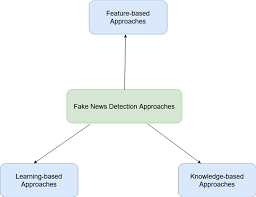 Feature-based
Approaches
Fake News Detection Approaches
Learning-based
Approaches
Knowledge-based
Approaches